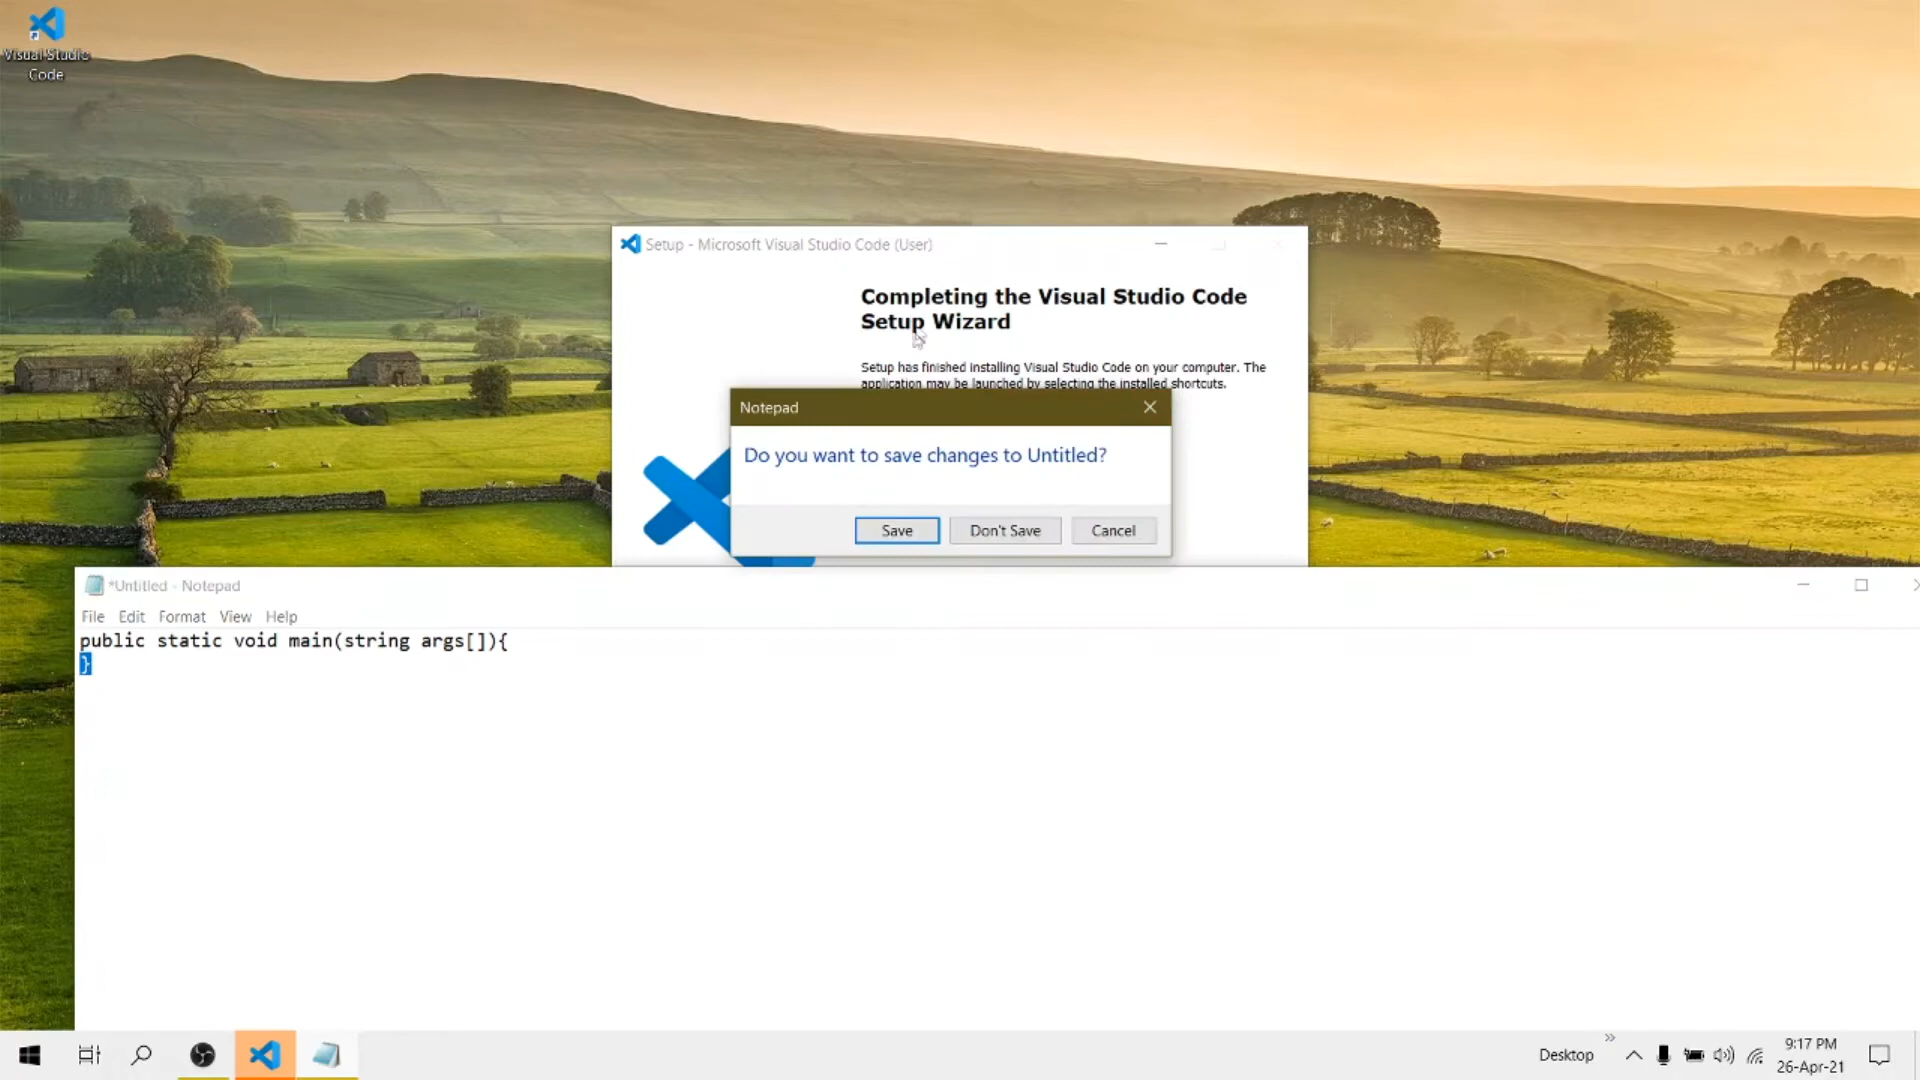 Visual Studio
Code
Setup - Microsoft Visual Studio Code (User)
Completing the Visual Studio Code
Setup Wizard
Setup has finished installing Visual Studio Code on your computer. The
application may be launched by selecting the installed shortcuts.
Notepad
Do you want to save changes to Untitled?
Save Don't Save Cancel
*Untitled - Notepad
File Edit Format View Help
public static void main(string args[]){
}
Desktop
9:17 PM
26-Apr-21